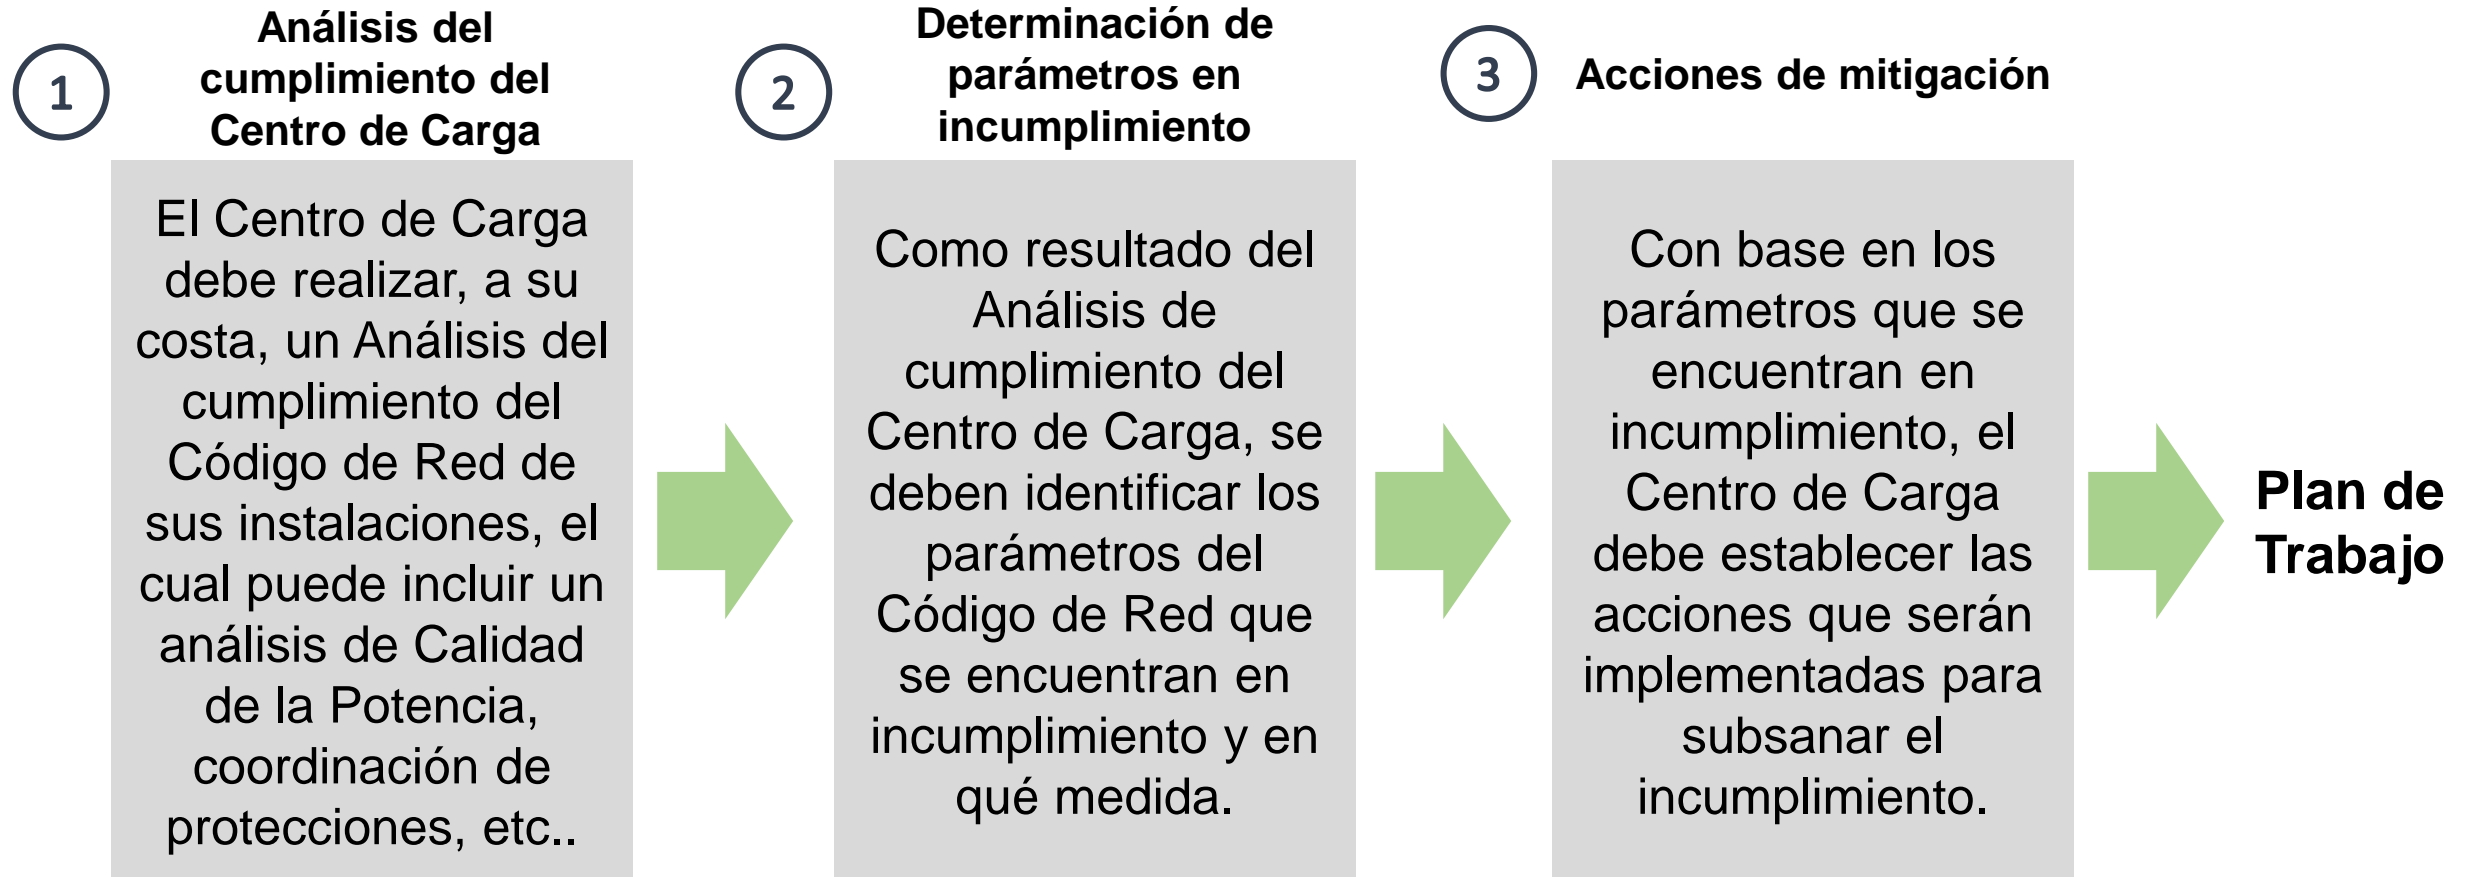 1
Análisis del
cumplimiento del
Centro de Carga
El Centro de Carga
debe realizar, a su
costa, un Análisis del
cumplimiento del
Código de Red de
sus instalaciones, el
cual puede incluir un
análisis de Calidad
de la Potencia,
coordinación de
protecciones, etc..
2
Determinación de
parámetros en
incumplimiento
Como resultado del
Análisis de
cumplimiento del
Centro de Carga, se
deben identificar los
parámetros del
Código de Red que
se encuentran en
incumplimiento y en
qué medida.
3
Acciones de mitigación
Con base en los
parámetros que se
encuentran en
incumplimiento, el
Centro de Carga
debe establecer las
acciones que serán
implementadas para
subsanar el
incumplimiento.
Plan de
Trabajo